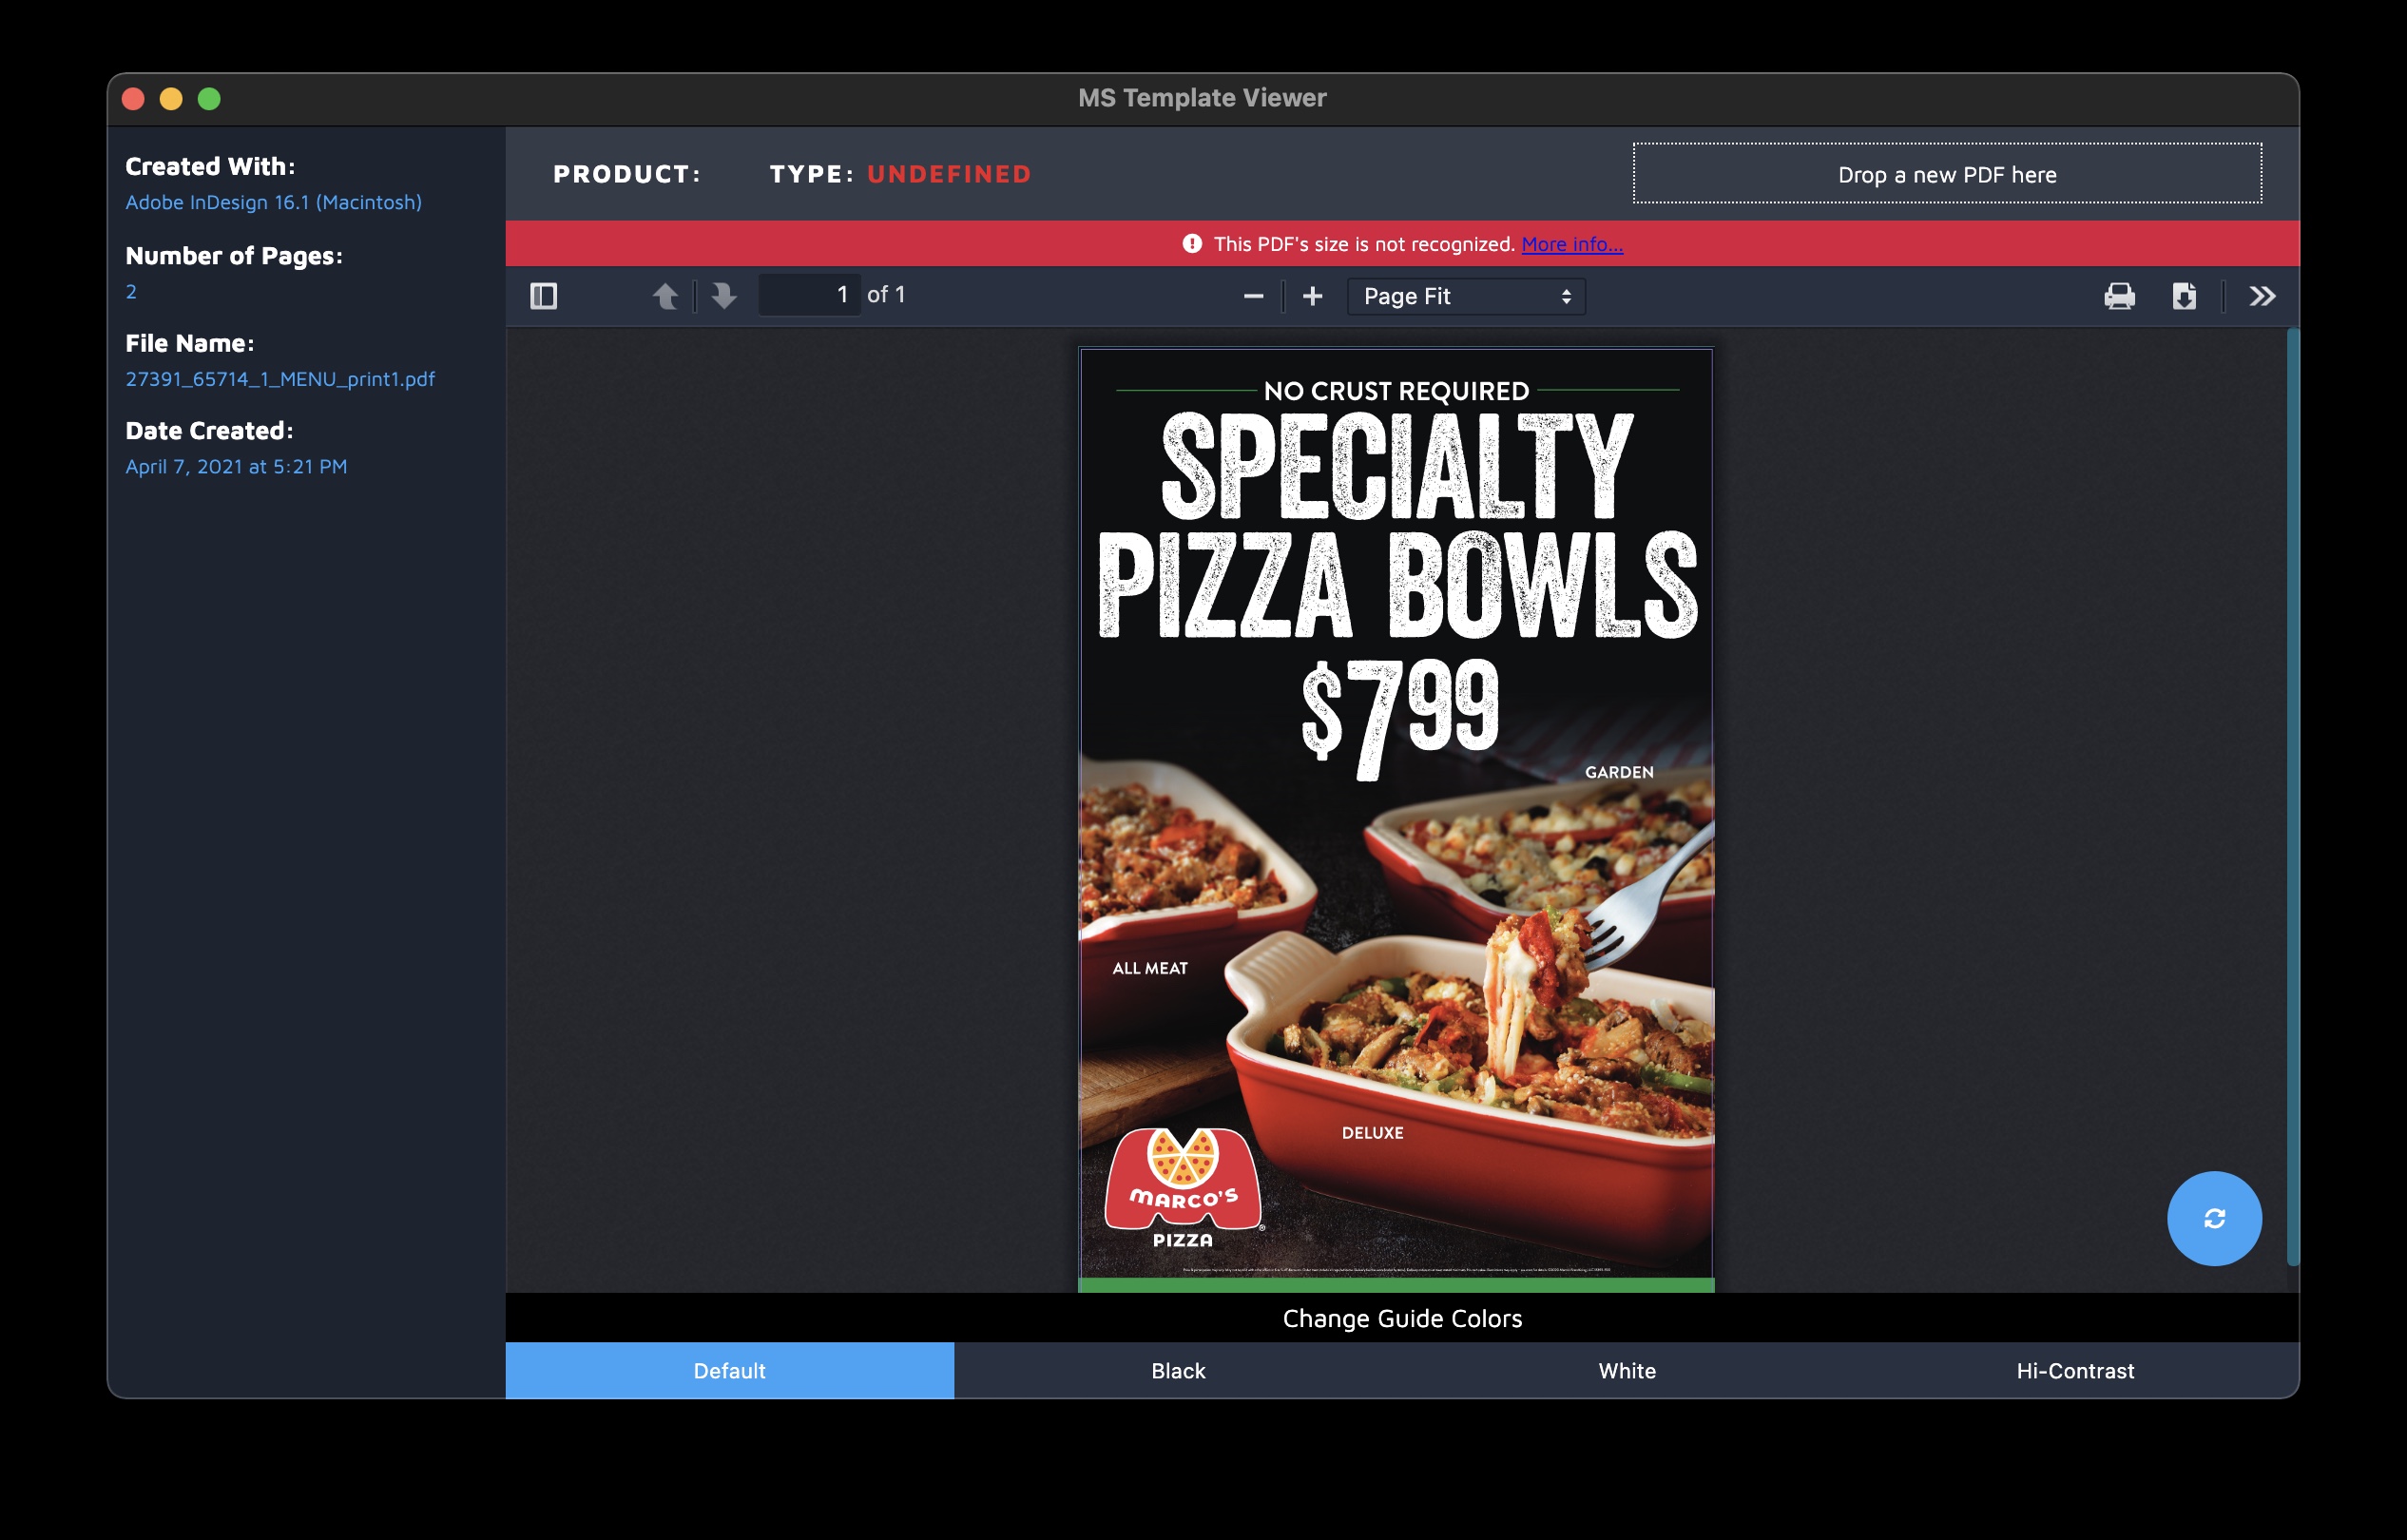 MS Template Viewer
Created With:
Adobe InDesign 16.1 (Macintosh)
Number of Pages:
2
File Name:
27391_65714_1_MENU_print1.pdf
Date Created:
April 7, 2021 at 5:21 PM
PRODUCT: TYPE: UNDEFINED
Drop a new PDF here
This PDF's size is not recognized. More info...
1 of 1
Page Fit
NO CRUST REQUIRED
SPECIALTY
PIZZA BOWLS
$799
GARDEN
ALL MEAT
DELUXE
MARCO'S
PIZZA
Change Guide Colors
Default Black White Hi-Contrast